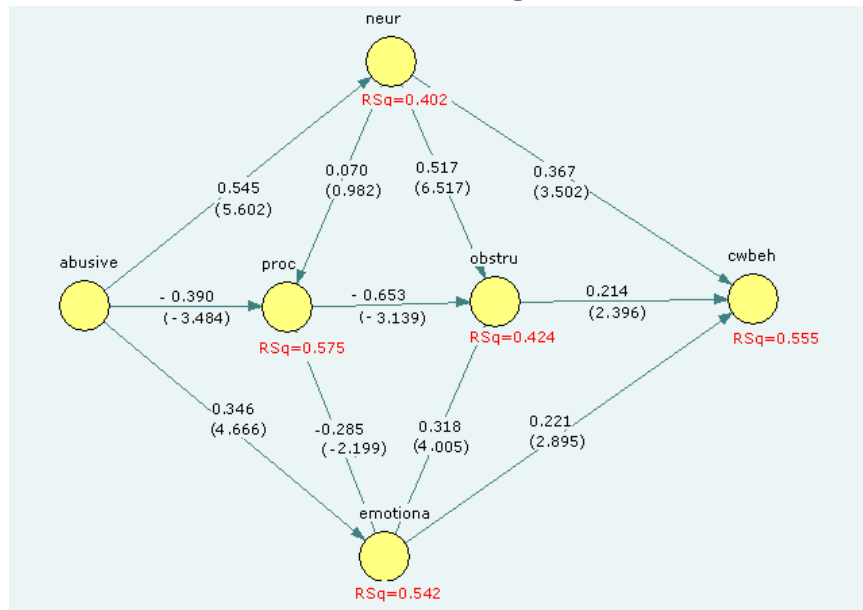 neur
RSq=0.402
0.545
(5.602)
0.070
(0.982)
0.517
(6.517)
0.367
(3.502)
abusive
proc
obstru
cwbeh
- 0.390
(- 3.484)
- 0.653
(- 3.139)
0.214
(2.396)
RSq=0.575
RSq=0.424
RSq=0.555
0.346
(4.666)
-0.285
(-2.199)
0.318
(4.005)
0.221
(2.895)
emotiona
RSq=0.542